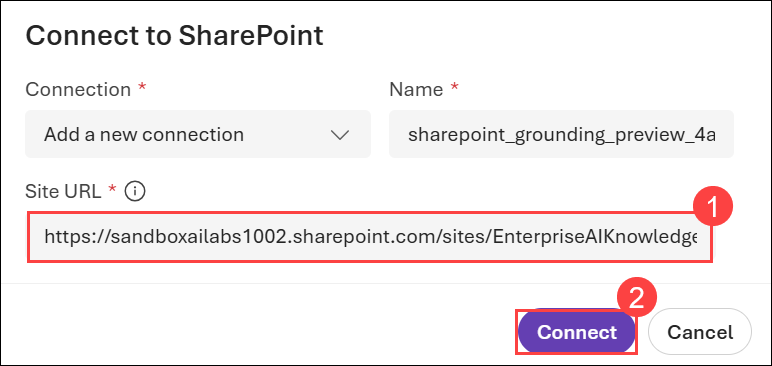 Connect to SharePoint
Connection * Name *
Add a new connection sharepoint_grounding_preview_4a
Site URL *
1
https://sandboxailabs1002.sharepoint.com/sites/EnterpriseAIKnowledge
2
Connect Cancel